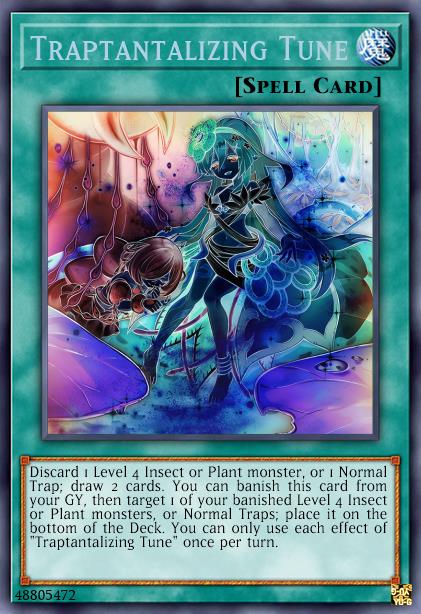 Traptantalizing Tune
魔
[Spell Card]
Discard 1 Level 4 Insect or Plant monster, or 1 Normal
Trap; draw 2 cards. You can banish this card from
your GY, then target 1 of your banished Level 4 Insect
or Plant monsters, or Normal Traps; place it on the
bottom of the Deck. You can only use each effect of
"Traptantalizing Tune" once per turn.
48805472